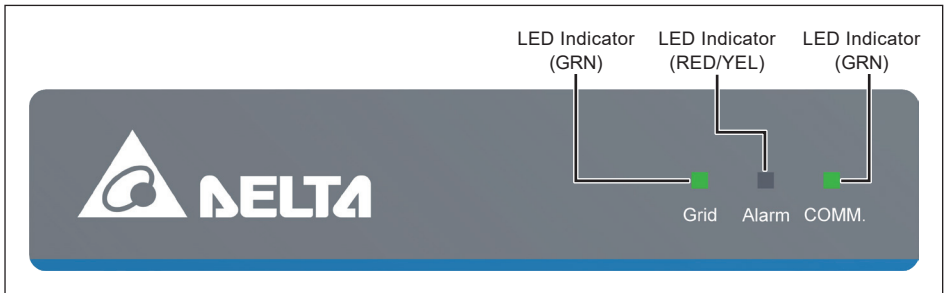 LED Indicator LED Indicator LED Indicator
(GRN) (RED/YEL) (GRN)
DELTA
Grid Alarm COMM.